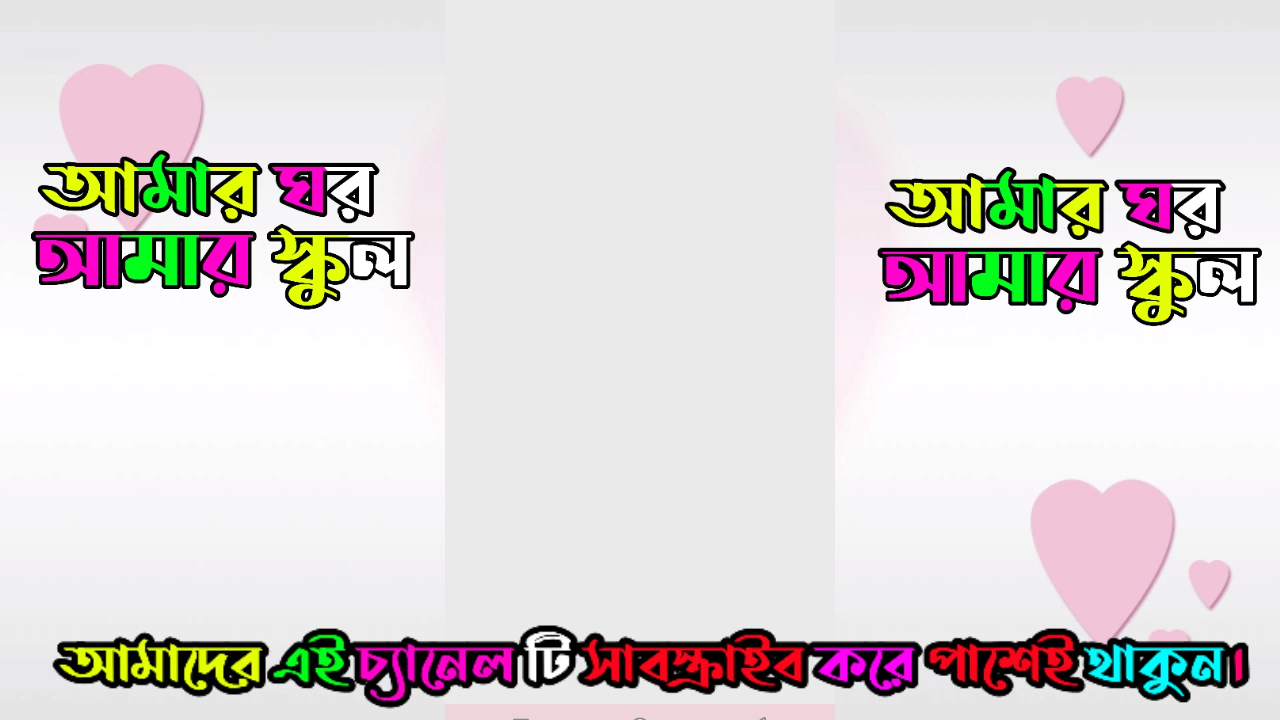 আমার ঘর
আমার স্কুল
আমার ঘর
আমার স্কুল
আমাদের এই চ্যানেল টি সাবস্ক্রাইব করে পাশেই থাকুন।